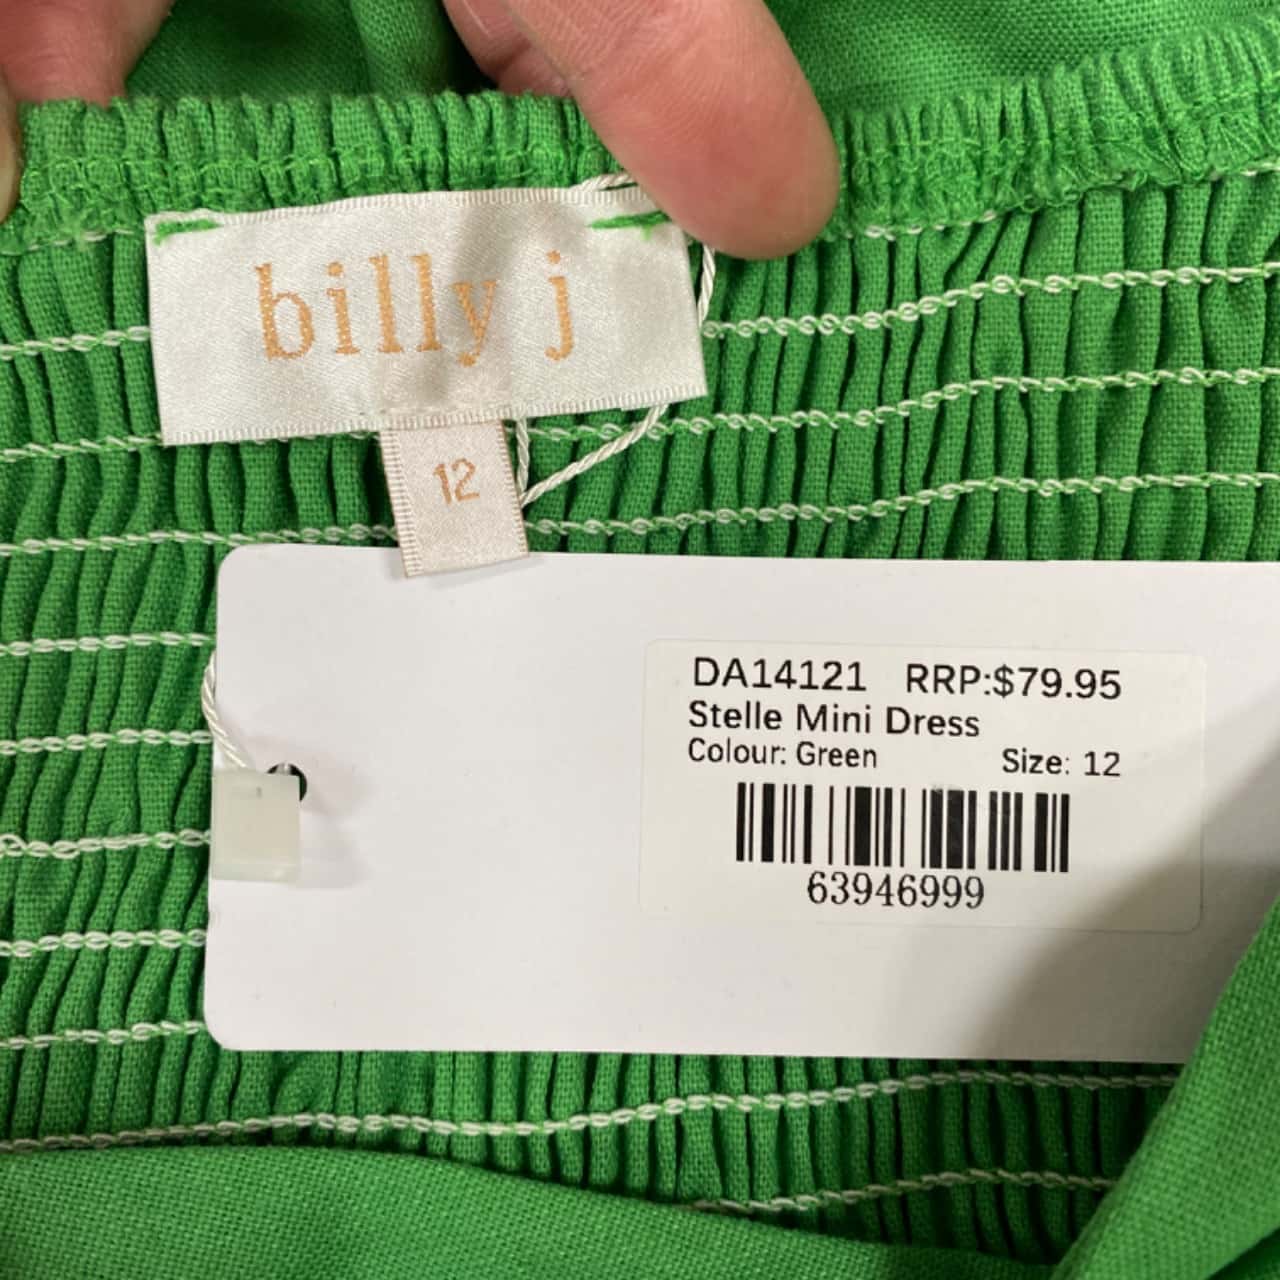 billy j
12
DA14121 RRP:$79.95
Stelle Mini Dress
Colour: Green Size: 12
63946999